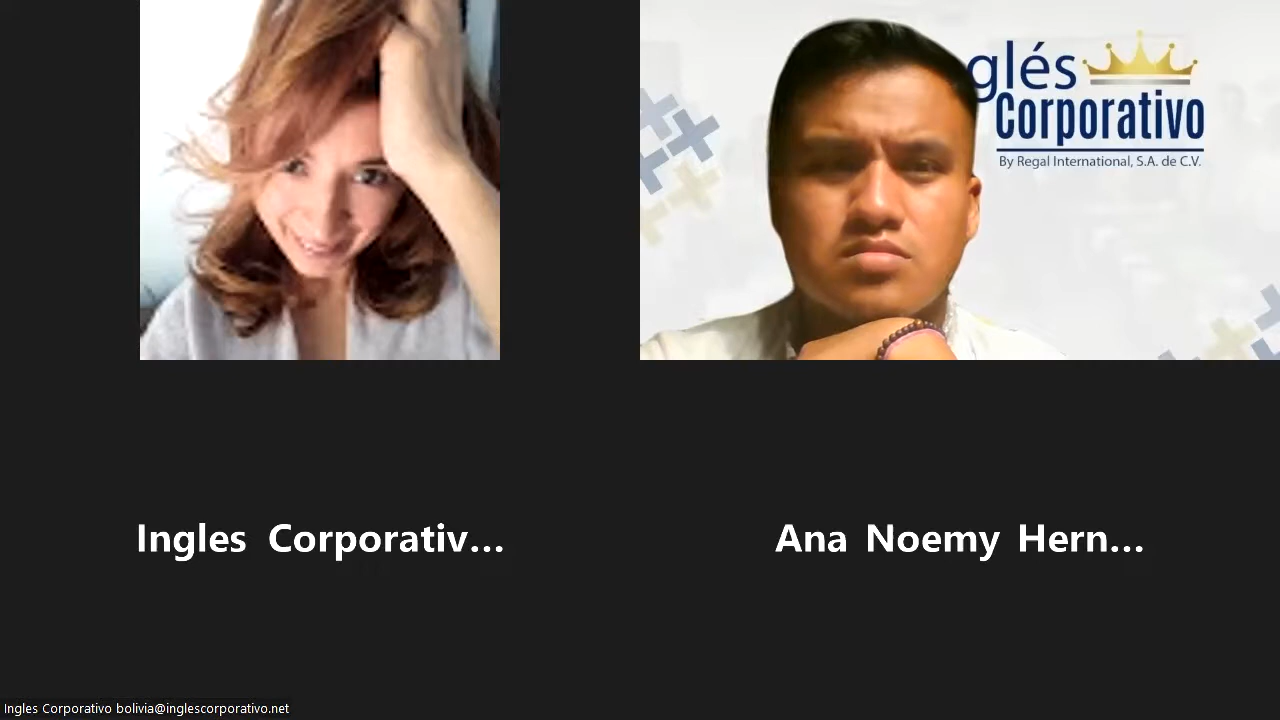 glés
Corporativo
By Regal International, S.A. de C.V.
Ingles Corporativ...
Ana Noemy Hern...
Ingles Corporativo bolivia@inglescorporativo.net